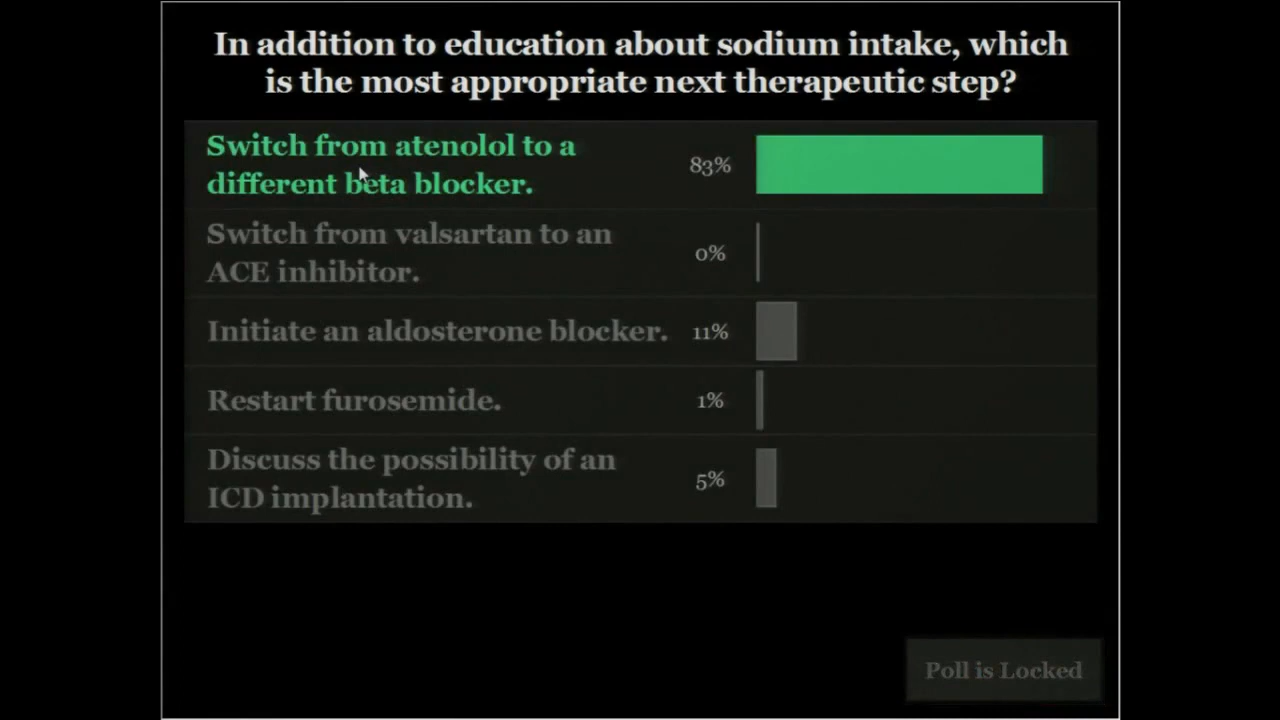 In addition to education about sodium intake, which
is the most appropriate next therapeutic step?
Switch from atenolol to a
different beta blocker.
83%
Switch from valsartan to an
ACE inhibitor.
0%
Initiate an aldosterone blocker.
11%
Restart furosemide.
1%
Discuss the possibility of an
ICD implantation.
5%
Poll is Locked